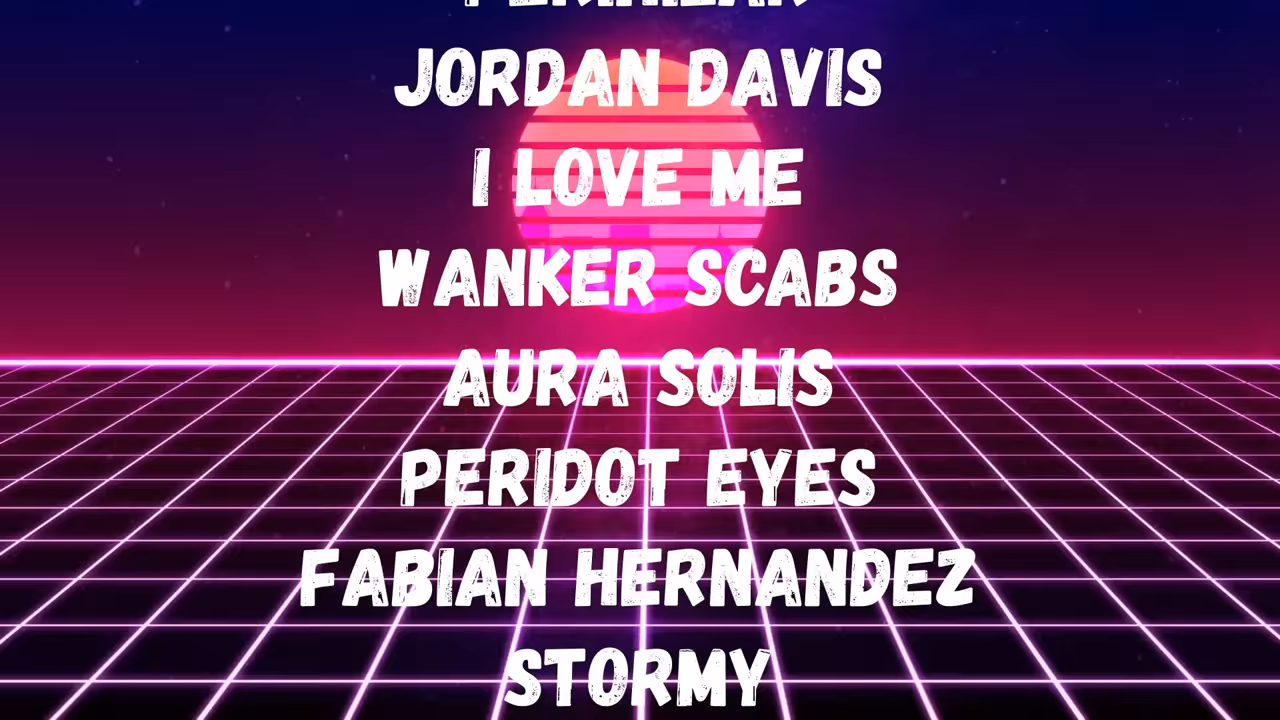 JORDAN DAVIS
I LOVE ME
WANKER SCABS
AURA SOLIS
PERIDOT EYES
FABIAN HERNANDEZ
STORMY